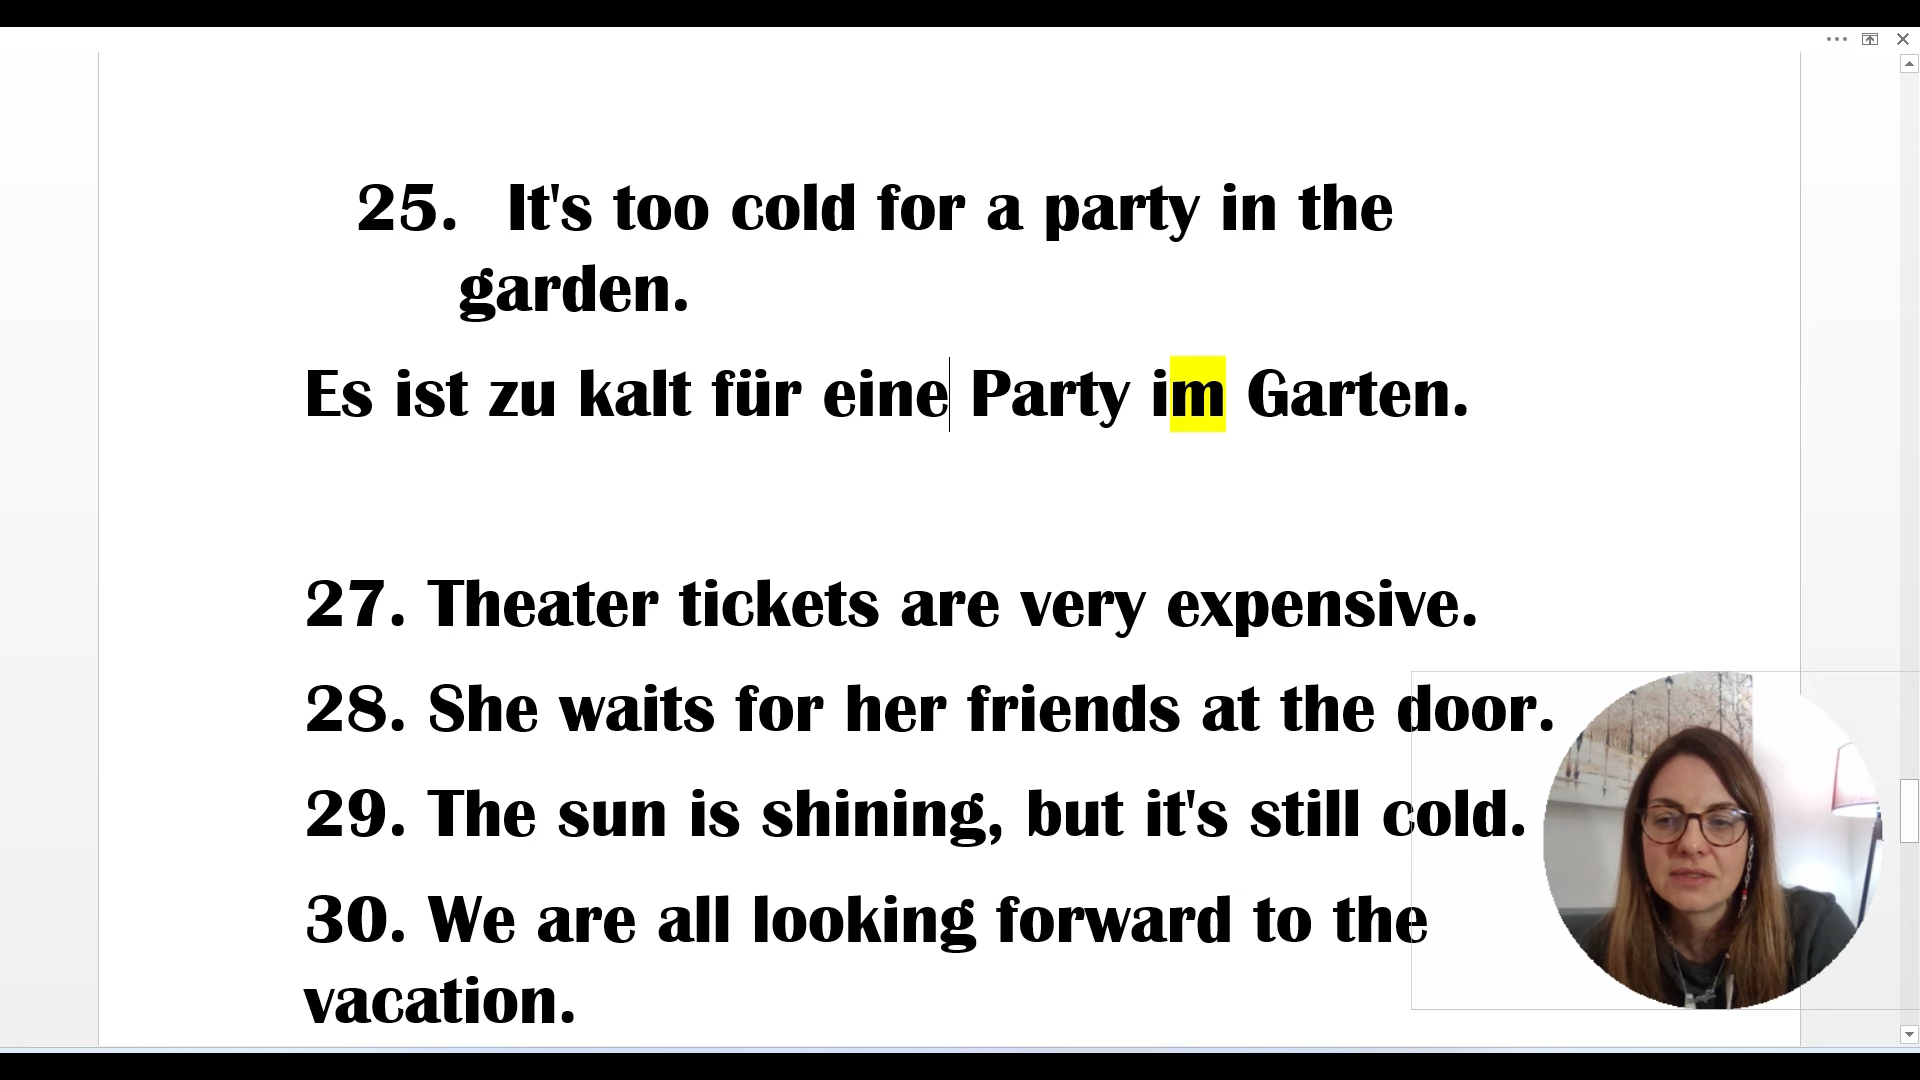 25. It's too cold for a party in the
garden.
Es ist zu kalt für eine Party im Garten.
27. Theater tickets are very expensive.
28. She waits for her friends at the door.
29. The sun is shining, but it's still cold.
30. We are all looking forward to the
vacation.